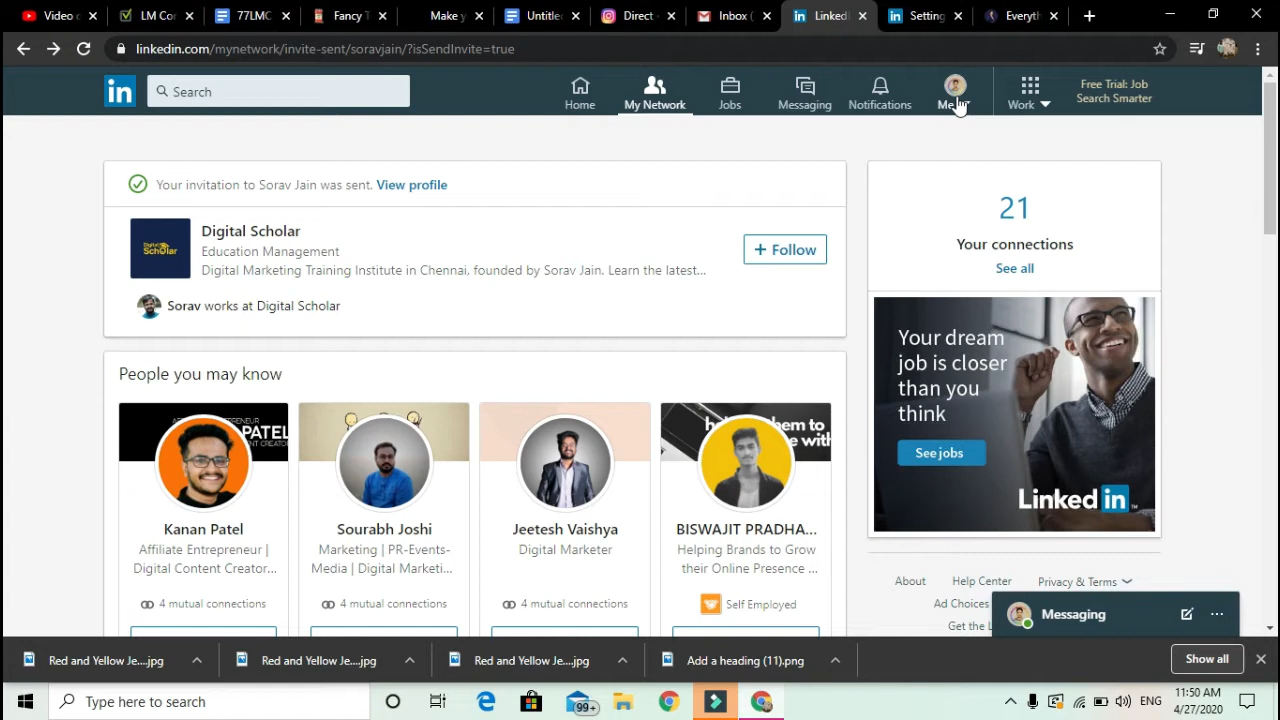 Video c
LM Co
77LMC
Fancy T
Make y
Untitle
Direct
Inbox (
Linked
Setting
Everyth
linkedin.com/mynetwork/invite-sent/soravjain/?isSendInvite=true
in
Search
Home
My Network
Jobs
Messaging
Notifications
Me
Work
Free Trial: Job
Search Smarter
Your invitation to Sorav Jain was sent. View profile
Digital Scholar
Education Management
Digital Marketing Training Institute in Chennai, founded by Sorav Jain. Learn the latest...
+ Follow
Sorav works at Digital Scholar
21
Your connections
See all
Your dream
job is closer
than you
think
See jobs
Linked in
People you may know
PATEL
Kanan Patel
Affiliate Entrepreneur |
Digital Content Creator...
4 mutual connections
Sourabh Joshi
Marketing | PR-Events-
Media | Digital Marketi...
4 mutual connections
Jeetesh Vaishya
Digital Marketer
4 mutual connections
BISWAJIT PRADHA...
Helping Brands to Grow
their Online Presence ...
Self Employed
About
Help Center
Privacy & Terms
Ad Choices
Get the L
Messaging
Red and Yellow Je....jpg
Red and Yellow Je....jpg
Red and Yellow Je....jpg
Add a heading (11).png
Show all
Type here to search
99+
ENG
11:50 AM
4/27/2020